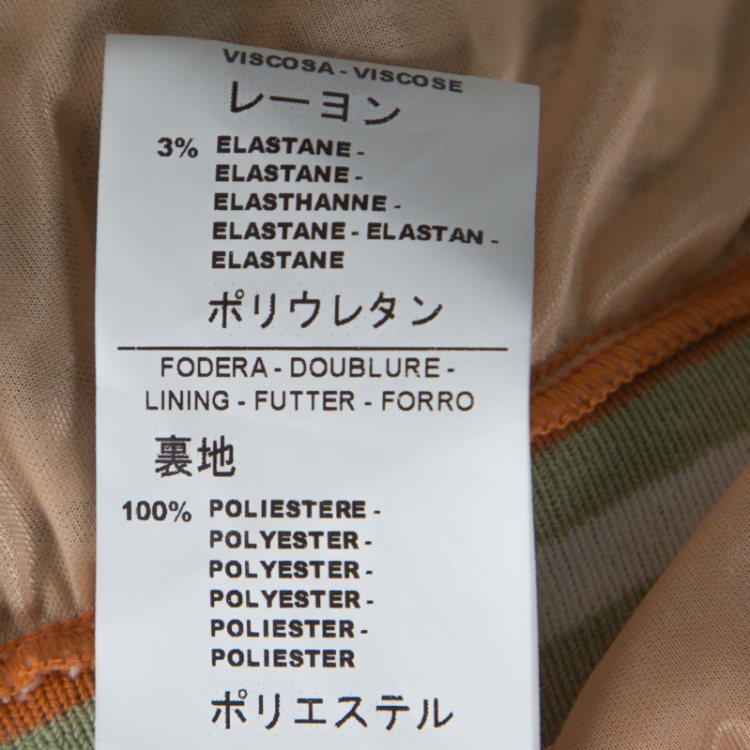 VISCOSA - VISCOSE
レーヨン
3% ELASTANE -
ELASTANE -
ELASTHANNE -
ELASTANE - ELASTAN -
ELASTANE
ポリウレタン
FODERA - DOUBLURE -
LINING - FUTTER - FORRO
裏地
100% POLIESTERE -
POLYESTER -
POLYESTER -
POLYESTER -
POLIESTER -
POLIESTER
ポリエステル